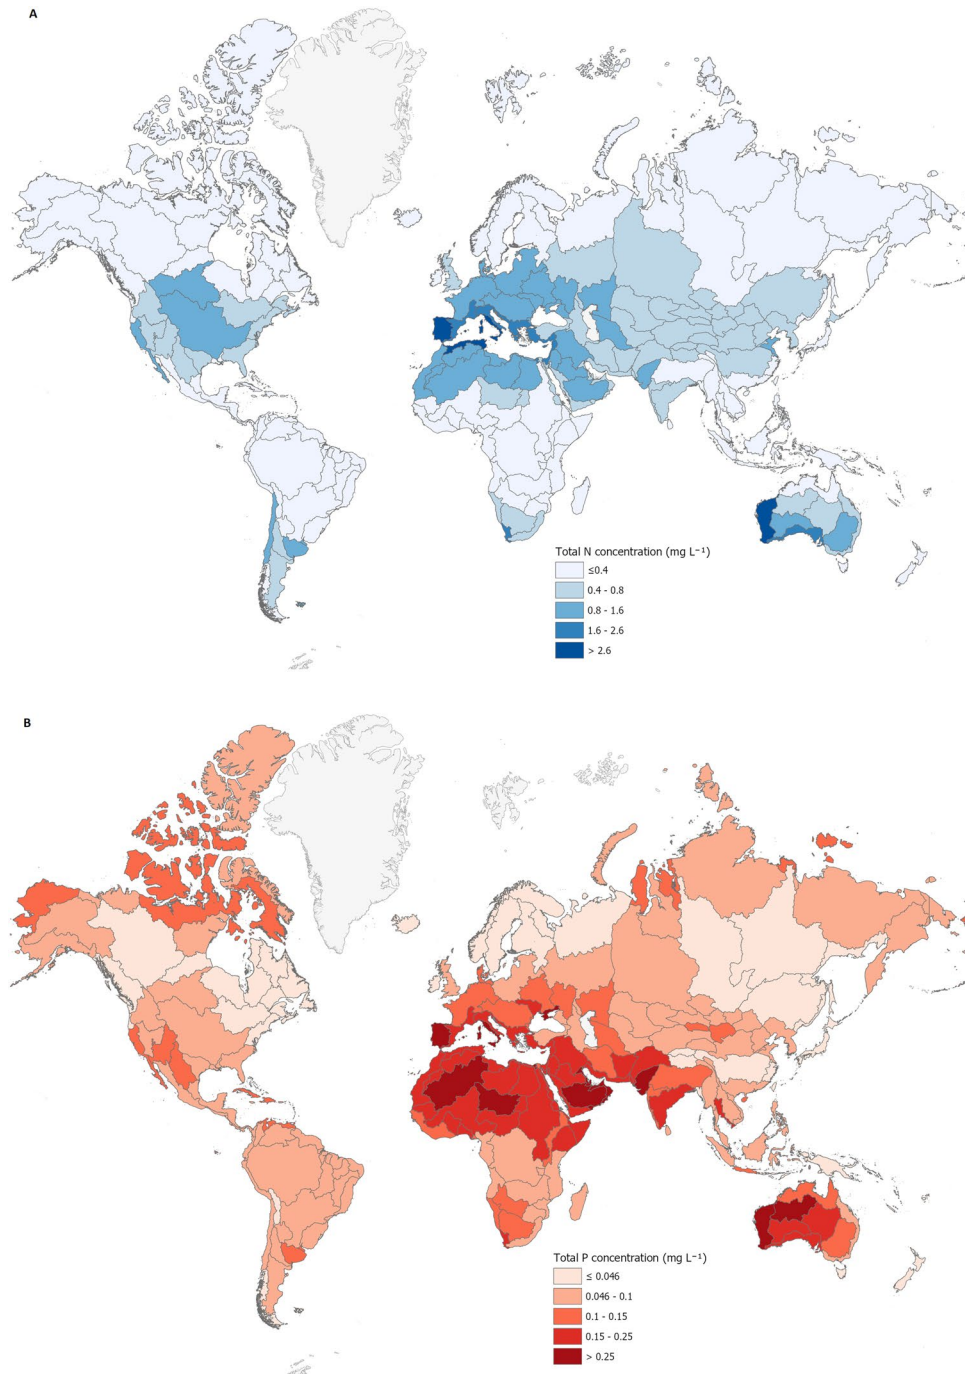 A
Total N concentration (mg L⁻¹)
≤0.4
0.4 - 0.8
0.8 - 1.6
1.6 - 2.6
> 2.6
B
Total P concentration (mg L⁻¹)
≤ 0.046
0.046 - 0.1
0.1 - 0.15
0.15 - 0.25
> 0.25